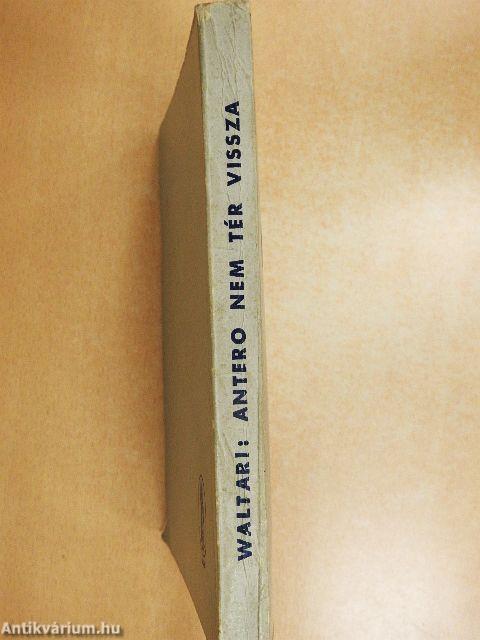 WALTARI: ANTERO NEM TÉR VISSZA
Antikvárium.hu